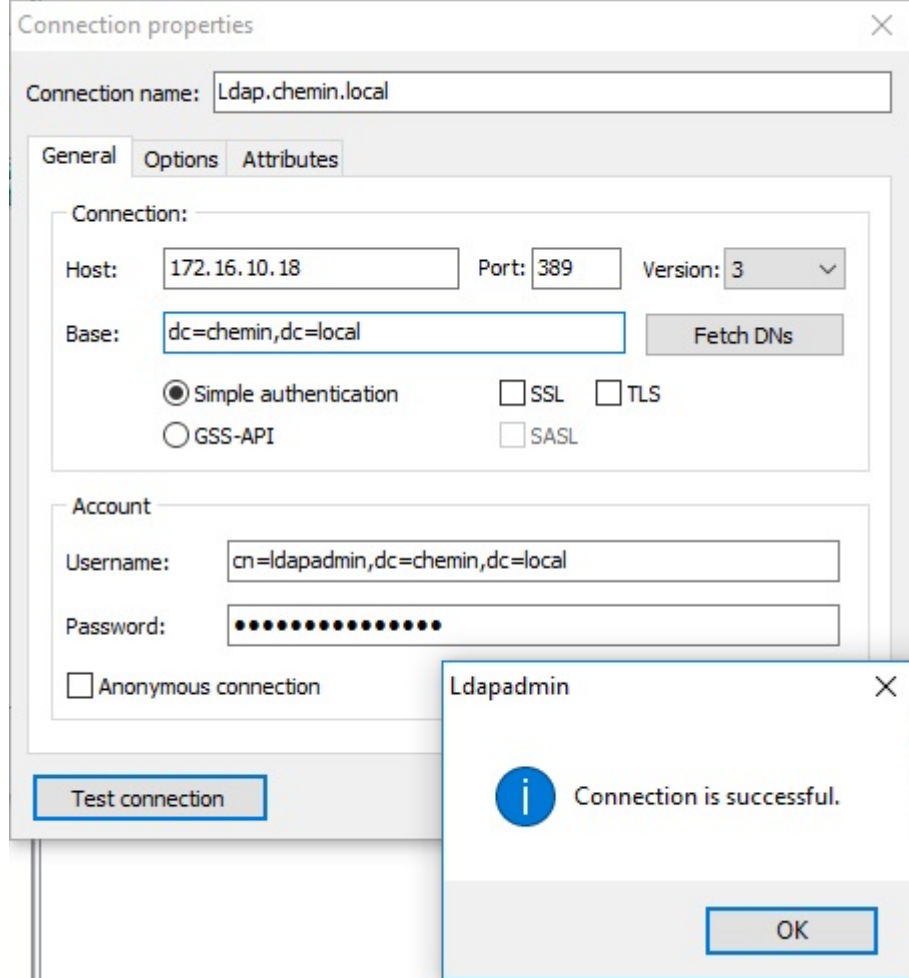 Connection properties
Connection name: Ldap.chemin.local
General Options Attributes
Connection:
Host: 172.16.10.18 Port: 389 Version: 3
Base: dc=chemin,dc=local Fetch DNs
Simple authentication SSL TLS
GSS-API SASL
Account
Username: cn=ldapadmin,dc=chemin,dc=local
Password: •••••••••••••••
Anonymous connection
Test connection
Ldapadmin
Connection is successful.
OK